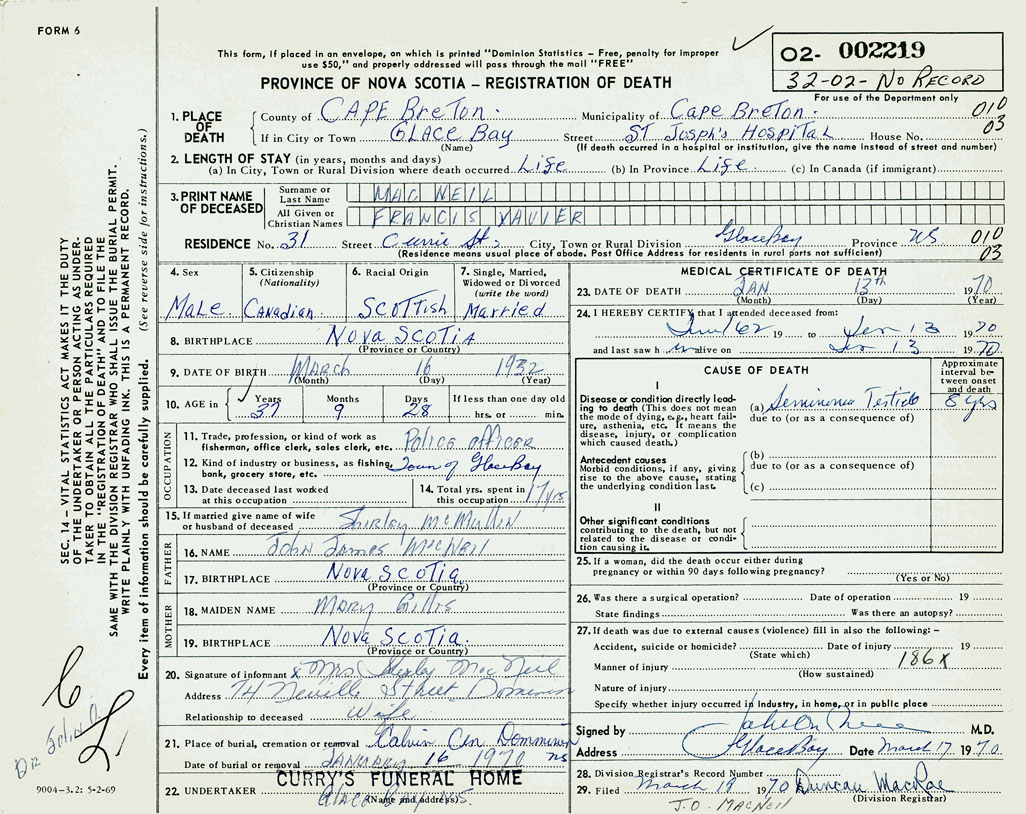 FORM 6
This form, if placed in an envelope, on which is printed "Dominion Statistics – Free, penalty for improper
use $50," and properly addressed will pass through the mail "FREE"
02- 002219
32-02- No RECORD
For use of the Department only
PROVINCE OF NOVA SCOTIA – REGISTRATION OF DEATH
1. PLACE OF DEATH County of CAPE BreTON. Municipality of Cape BreTON. 010
If in City or Town GLACE BAY Street ST Josph's HospitAL House No. 03
(Name) (If death occurred in a hospital or institution, give the name instead of street and number)
2. LENGTH OF STAY (in years, months and days)
(a) In City, Town or Rural Division where death occurred Life (b) In Province Life. (c) In Canada (if immigrant)
3. PRINT NAME OF DECEASED Surname or Last Name MAC NEIL
All Given or Christian Names FRANCIS XAVIER
RESIDENCE No. 31 Street Currie St. City, Town or Rural Division Glace Bay Province NS 010
(Residence means usual place of abode. Post Office Address for residents in rural parts not sufficient) 03
4. Sex MaLe
5. Citizenship (Nationality) Canadian
6. Racial Origin SCOTTish
7. Single, Married, Widowed or Divorced (write the word) Married
8. BIRTHPLACE Nova Scotia
(Province or Country)
9. DATE OF BIRTH March 16 1932
(Month) (Day) (Year)
10. AGE in Years 37 Months 9 Days 28 If less than one day old hrs. or min.
OCCUPATION
11. Trade, profession, or kind of work as fisherman, office clerk, sales clerk, etc. Police officer
12. Kind of industry or business, as fishing, bank, grocery store, etc. Town of Glace Bay
13. Date deceased last worked at this occupation
14. Total yrs. spent in this occupation 17 yrs
15. If married give name of wife or husband of deceased Shirley McMullin
FATHER
16. NAME John James McNeil
17. BIRTHPLACE Nova Scotia
(Province or Country)
MOTHER
18. MAIDEN NAME Mary Gillis
19. BIRTHPLACE Nova Scotia.
(Province or Country)
20. Signature of informant x Mrs Shirley MacNeil
Address 74 Neville Street Dominion
Relationship to deceased Wife
21. Place of burial, cremation or removal Calvin Cem Dominion NS
Date of burial or removal JANUARY 16 1970
CURRY'S FUNERAL HOME
22. UNDERTAKER Glace Bay N.S.
(Name and address)
MEDICAL CERTIFICATE OF DEATH
23. DATE OF DEATH JAN 13th 1970
(Month) (Day) (Year)
24. I HEREBY CERTIFY that I attended deceased from:
62 19 to Jan 13 1970
and last saw h im alive on Jan 13 1970
CAUSE OF DEATH
Approximate interval between onset and death
I
Disease or condition directly leading to death (This does not mean the mode of dying, e.g., heart failure, asthenia, etc. It means the disease, injury, or complication which caused death.)
(a) Seminoma Testicle 8 yrs
due to (or as a consequence of)
Antecedent causes
Morbid conditions, if any, giving rise to the above cause, stating the underlying condition last.
(b)
due to (or as a consequence of)
(c)
II
Other significant conditions
contributing to the death, but not related to the disease or condition causing it.
25. If a woman, did the death occur either during
pregnancy or within 90 days following pregnancy?
(Yes or No)
26. Was there a surgical operation? Date of operation 19
State findings Was there an autopsy?
27. If death was due to external causes (violence) fill in also the following: –
Accident, suicide or homicide? Date of injury 19
(State which)
Manner of injury 186X
(How sustained)
Nature of injury
Specify whether injury occurred in industry, in home, or in public place
Signed by M.D.
Address Glace Bay Date March 17 1970.
28. Division Registrar's Record Number
29. Filed March 19 1970 Duncan MacRae
(Division Registrar)
J.O. MACNEIL
SEC. 14 – VITAL STATISTICS ACT MAKES IT THE DUTY
OF THE UNDERTAKER OR PERSON ACTING AS UNDER-
TAKER TO OBTAIN ALL THE PARTICULARS REQUIRED
IN THE "REGISTRATION OF DEATH" AND TO FILE THE
SAME WITH THE DIVISION REGISTRAR WHO SHALL ISSUE THE BURIAL PERMIT.
WRITE PLAINLY WITH UNFADING INK. THIS IS A PERMANENT RECORD.
Every item of information should be carefully supplied. (See reverse side for instructions.)
D12
9004-3.2: 5-2-69